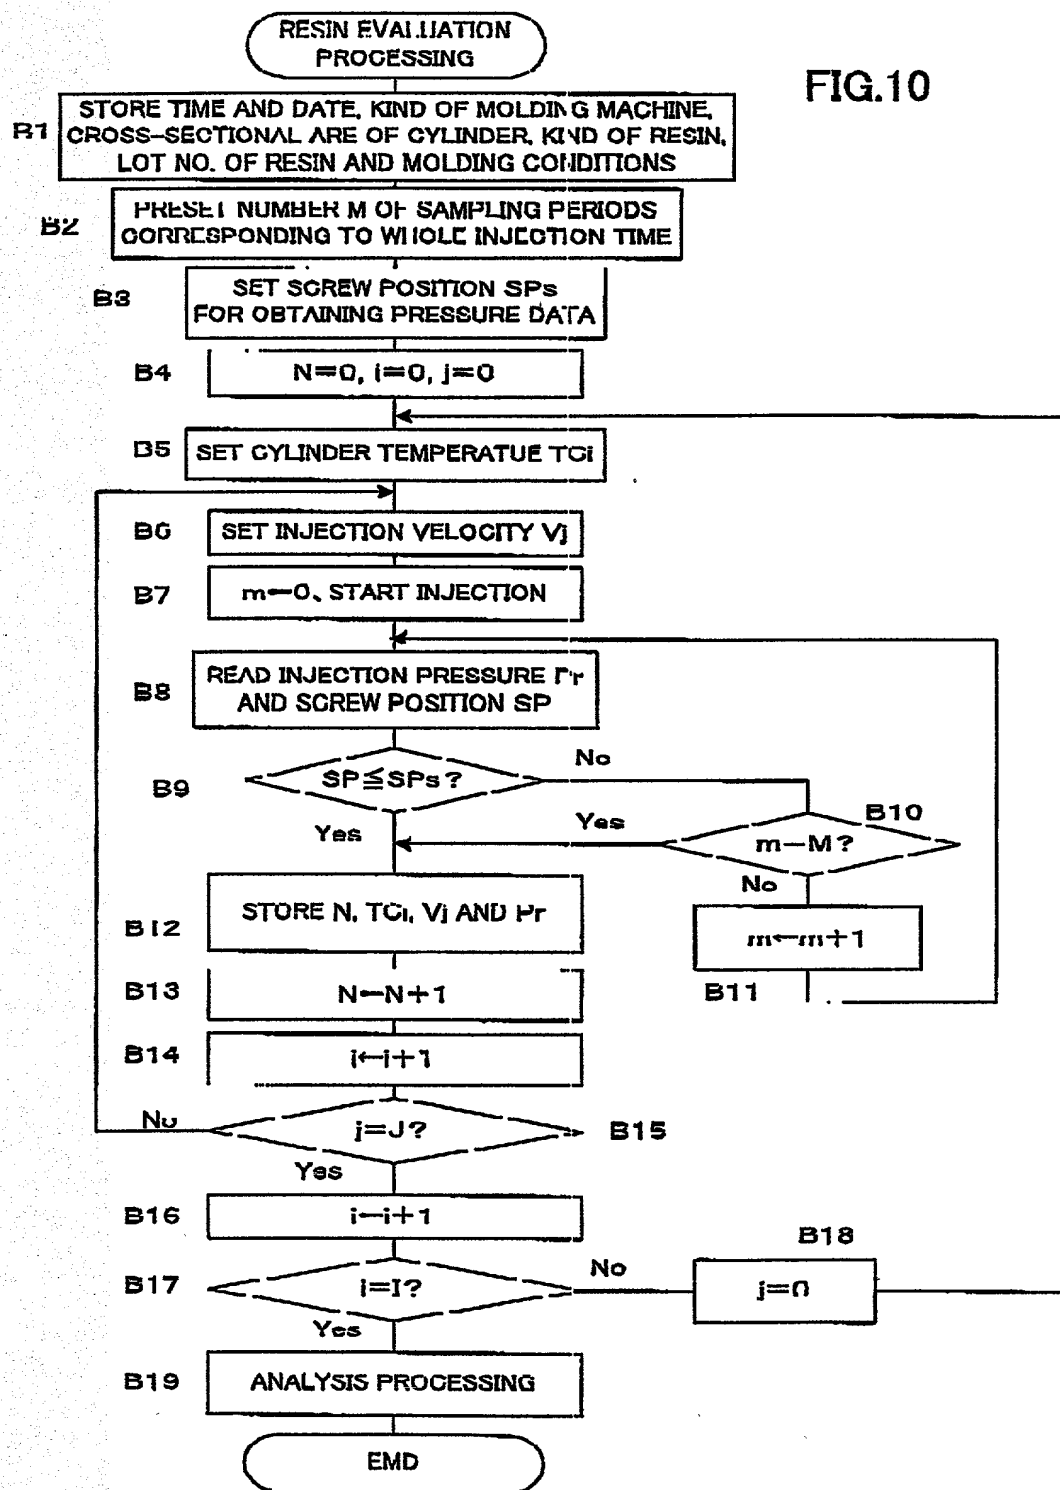 RESIN EVALUATION
PROCESSING
FIG.10
B1
STORE TIME AND DATE, KIND OF MOLDING MACHINE,
CROSS-SECTIONAL ARE OF CYLINDER, KIND OF RESIN,
LOT NO. OF RESIN AND MOLDING CONDITIONS
B2
PRESET NUMBER M OF SAMPLING PERIODS
CORRESPONDING TO WHOLE INJECTION TIME
B3
SET SCREW POSITION SPs
FOR OBTAINING PRESSURE DATA
B4
N=0, i=0, j=0
B5
SET CYLINDER TEMPERATUE TCi
B6
SET INJECTION VELOCITY Vj
B7
m←0、START INJECTION
B8
READ INJECTION PRESSURE Pr
AND SCREW POSITION SP
B9
SP≦SPs?
No
Yes
B10
m=M?
Yes
No
B11
m←m+1
B12
STORE N, TCi, Vj AND Pr
B13
N←N+1
B14
j←j+1
B15
j=J?
No
Yes
B16
i←i+1
B17
i=I?
No
Yes
B18
j=0
B19
ANALYSIS PROCESSING
EMD